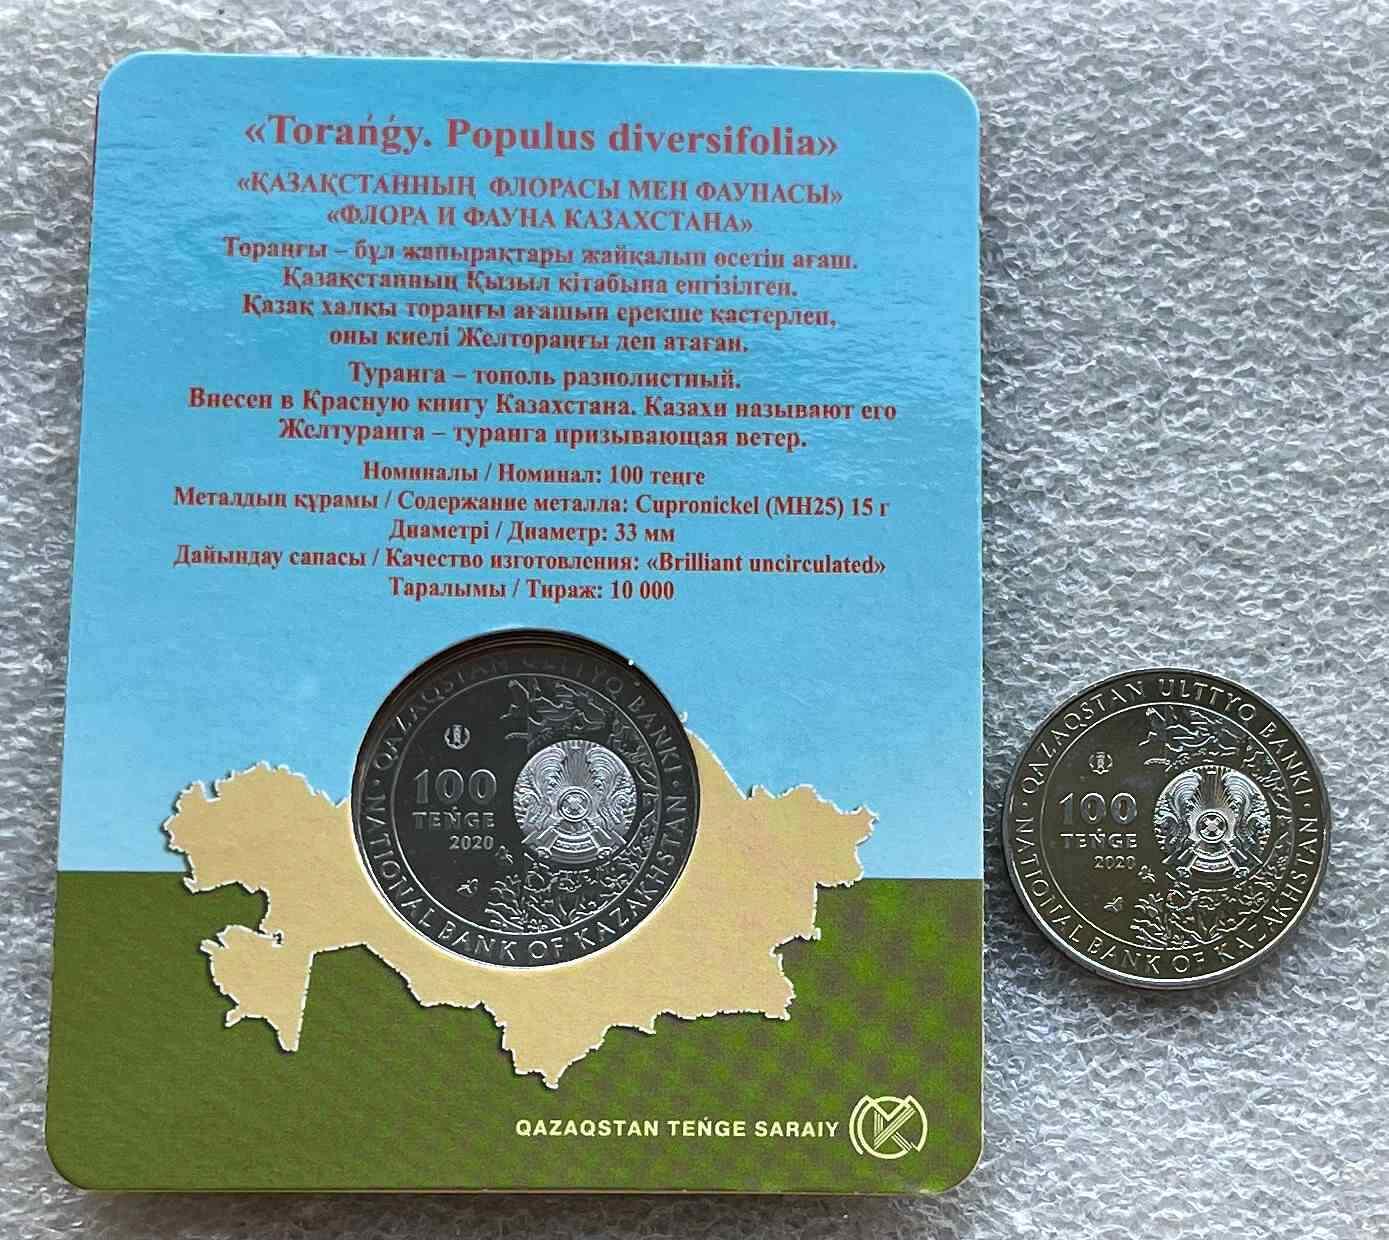 «Torańǵy. Populus diversifolia»
«ҚАЗАҚСТАННЫҢ ФЛОРАСЫ МЕН ФАУНАСЫ»
«ФЛОРА И ФАУНА КАЗАХСТАНА»
Тораңғы – бұл жапырақтары жайқалып өсетін ағаш.
Қазақстанның Қызыл кітабына енгізілген.
Қазақ халқы тораңғы ағашын ерекше қастерлеп,
оны киелі Желтораңғы деп атаған.
Туранга – тополь разнолистный.
Внесен в Красную книгу Казахстана. Казахи называют его
Желтуранга – туранга призывающая ветер.
Номиналы / Номинал: 100 теңге
Металдың құрамы / Содержание металла: Cupronickel (МН25) 15 г
Диаметрі / Диаметр: 33 мм
Дайындау сапасы / Качество изготовления: «Brilliant uncirculated»
Таралымы / Тираж: 10 000
QAZAQSTAN ULTTYQ BANKI
100
TEŃGE
2020
NATIONAL BANK OF KAZAKHSTAN
QAZAQSTAN TEŃGE SARAIY
QAZAQSTAN ULTTYQ BANKI
100
TEŃGE
2020
NATIONAL BANK OF KAZAKHSTAN